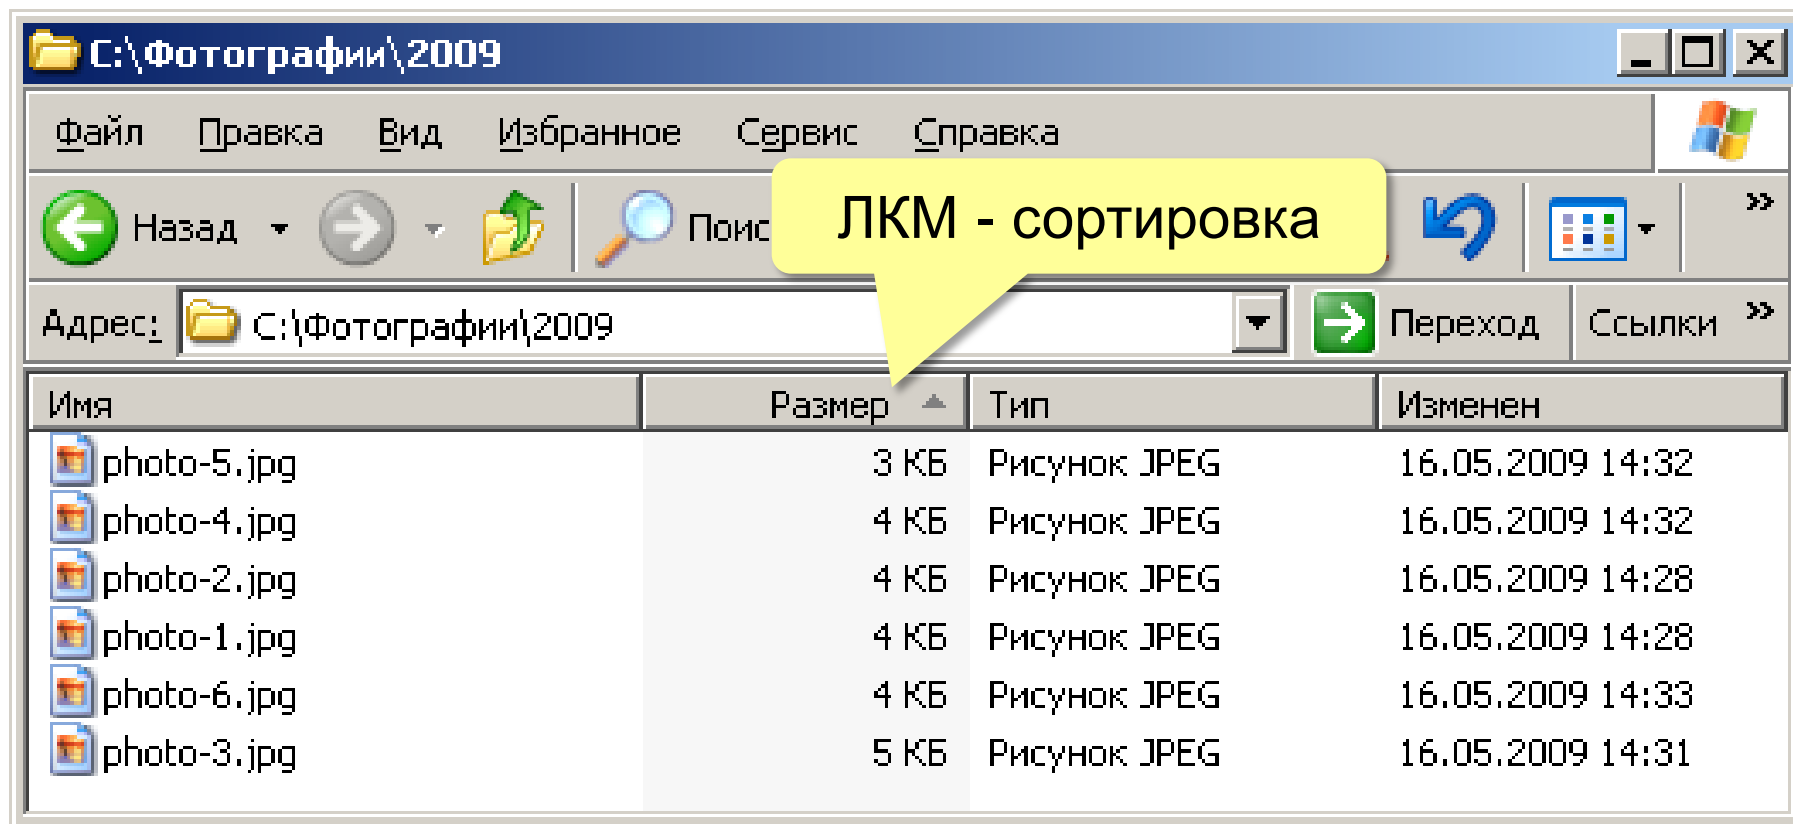 С:\Фотографии\2009
Файл Правка Вид Избранное Сервис Справка
Назад
ЛКМ - сортировка
Адрес: С:\Фотографии\2009 Переход Ссылки
Имя Размер Тип Изменен
photo-5.jpg 3 КБ Рисунок JPEG 16.05.2009 14:32
photo-4.jpg 4 КБ Рисунок JPEG 16.05.2009 14:32
photo-2.jpg 4 КБ Рисунок JPEG 16.05.2009 14:28
photo-1.jpg 4 КБ Рисунок JPEG 16.05.2009 14:28
photo-6.jpg 4 КБ Рисунок JPEG 16.05.2009 14:33
photo-3.jpg 5 КБ Рисунок JPEG 16.05.2009 14:31